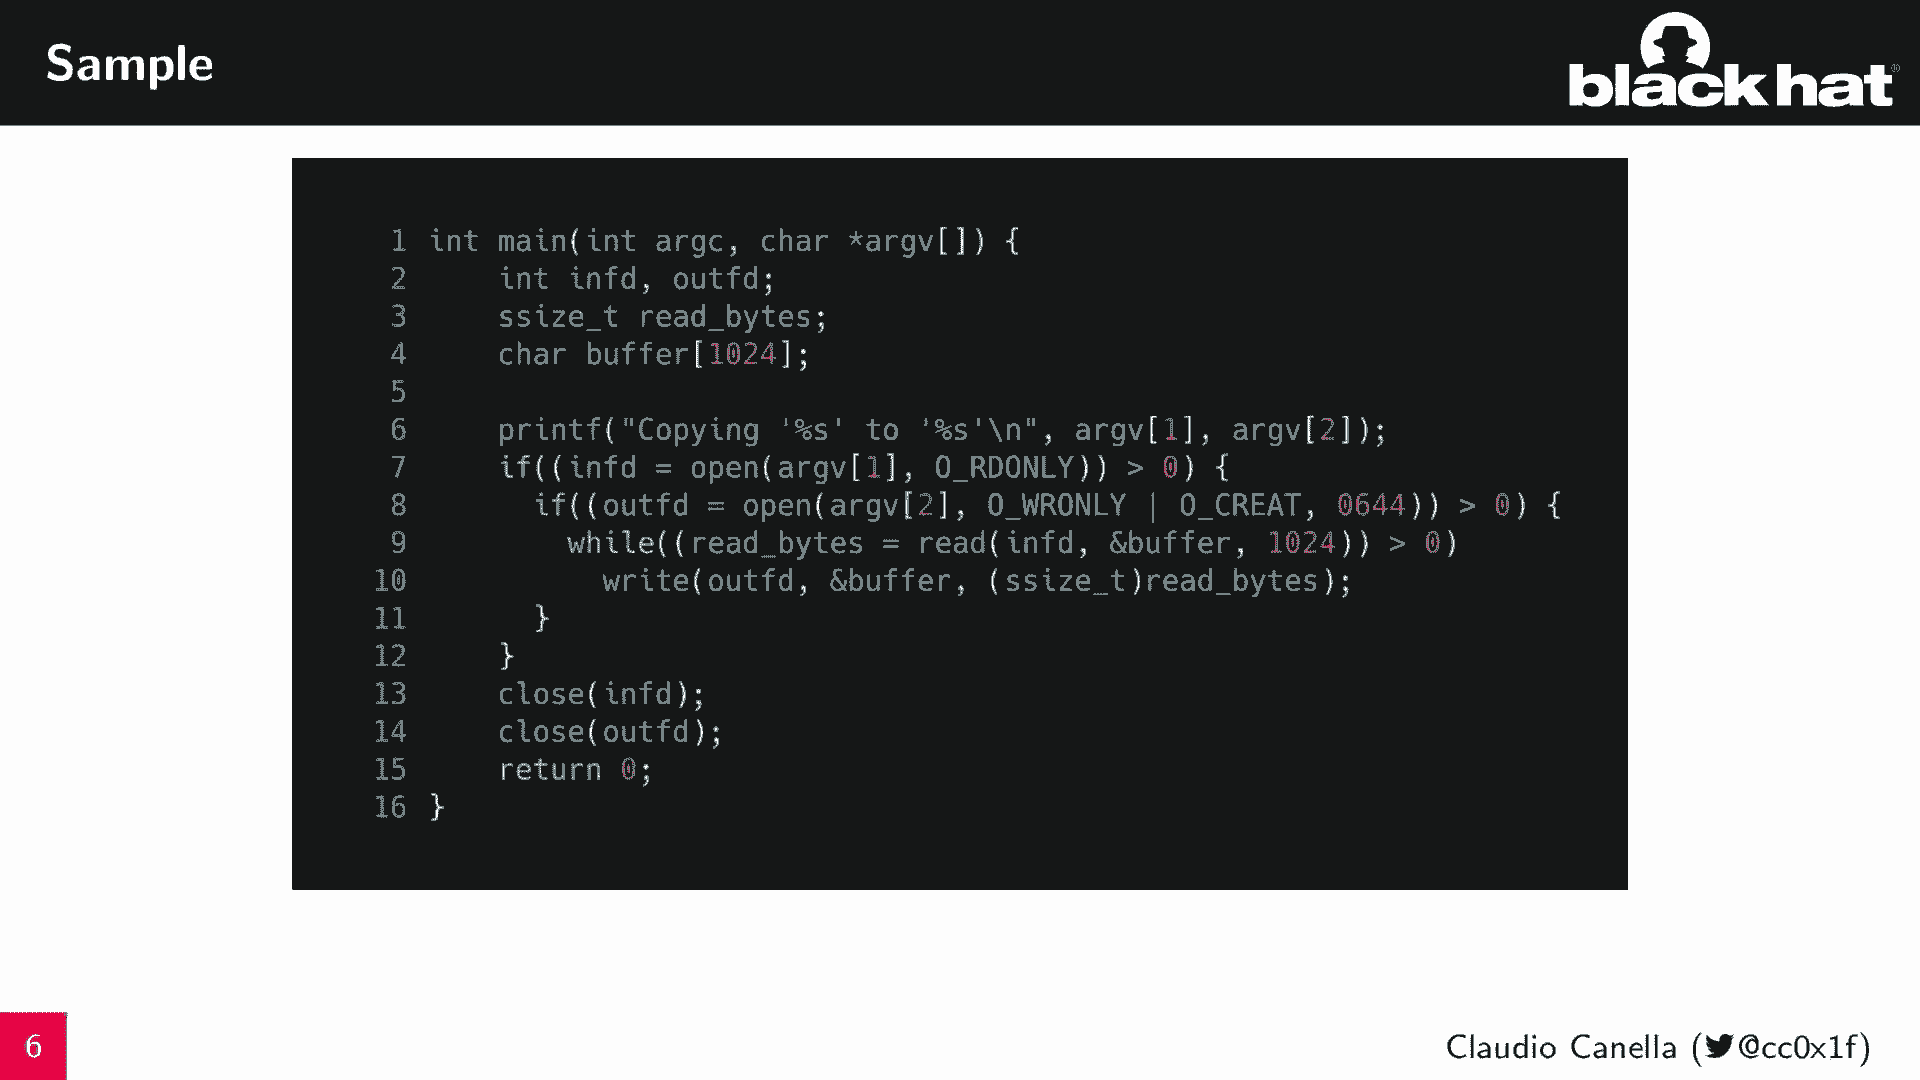 Sample
black hat®
1 int main(int argc, char *argv[]) {
2     int infd, outfd;
3     ssize_t read_bytes;
4     char buffer[1024];
5
6     printf("Copying '%s' to '%s'\n", argv[1], argv[2]);
7     if((infd = open(argv[1], O_RDONLY)) > 0) {
8       if((outfd = open(argv[2], O_WRONLY | O_CREAT, 0644)) > 0) {
9         while((read_bytes = read(infd, &buffer, 1024)) > 0)
10           write(outfd, &buffer, (ssize_t)read_bytes);
11       }
12     }
13     close(infd);
14     close(outfd);
15     return 0;
16 }
6
Claudio Canella (@cc0x1f)